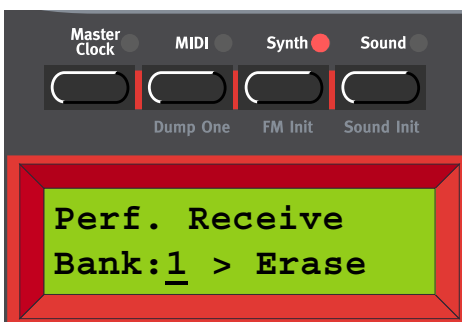 Master Clock MIDI Synth Sound
Dump One FM Init Sound Init
Perf. Receive
Bank:1 > Erase